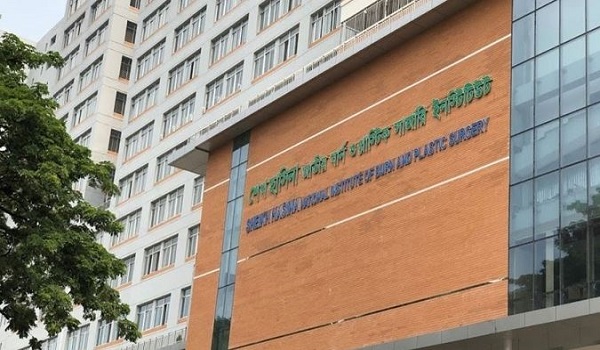 শেখ হাসিনা জাতীয় বার্ন ও প্লাস্টিক সার্জারি ইনস্টিটিউট
SHEIKH HASINA NATIONAL INSTITUTE OF BURN AND PLASTIC SURGERY